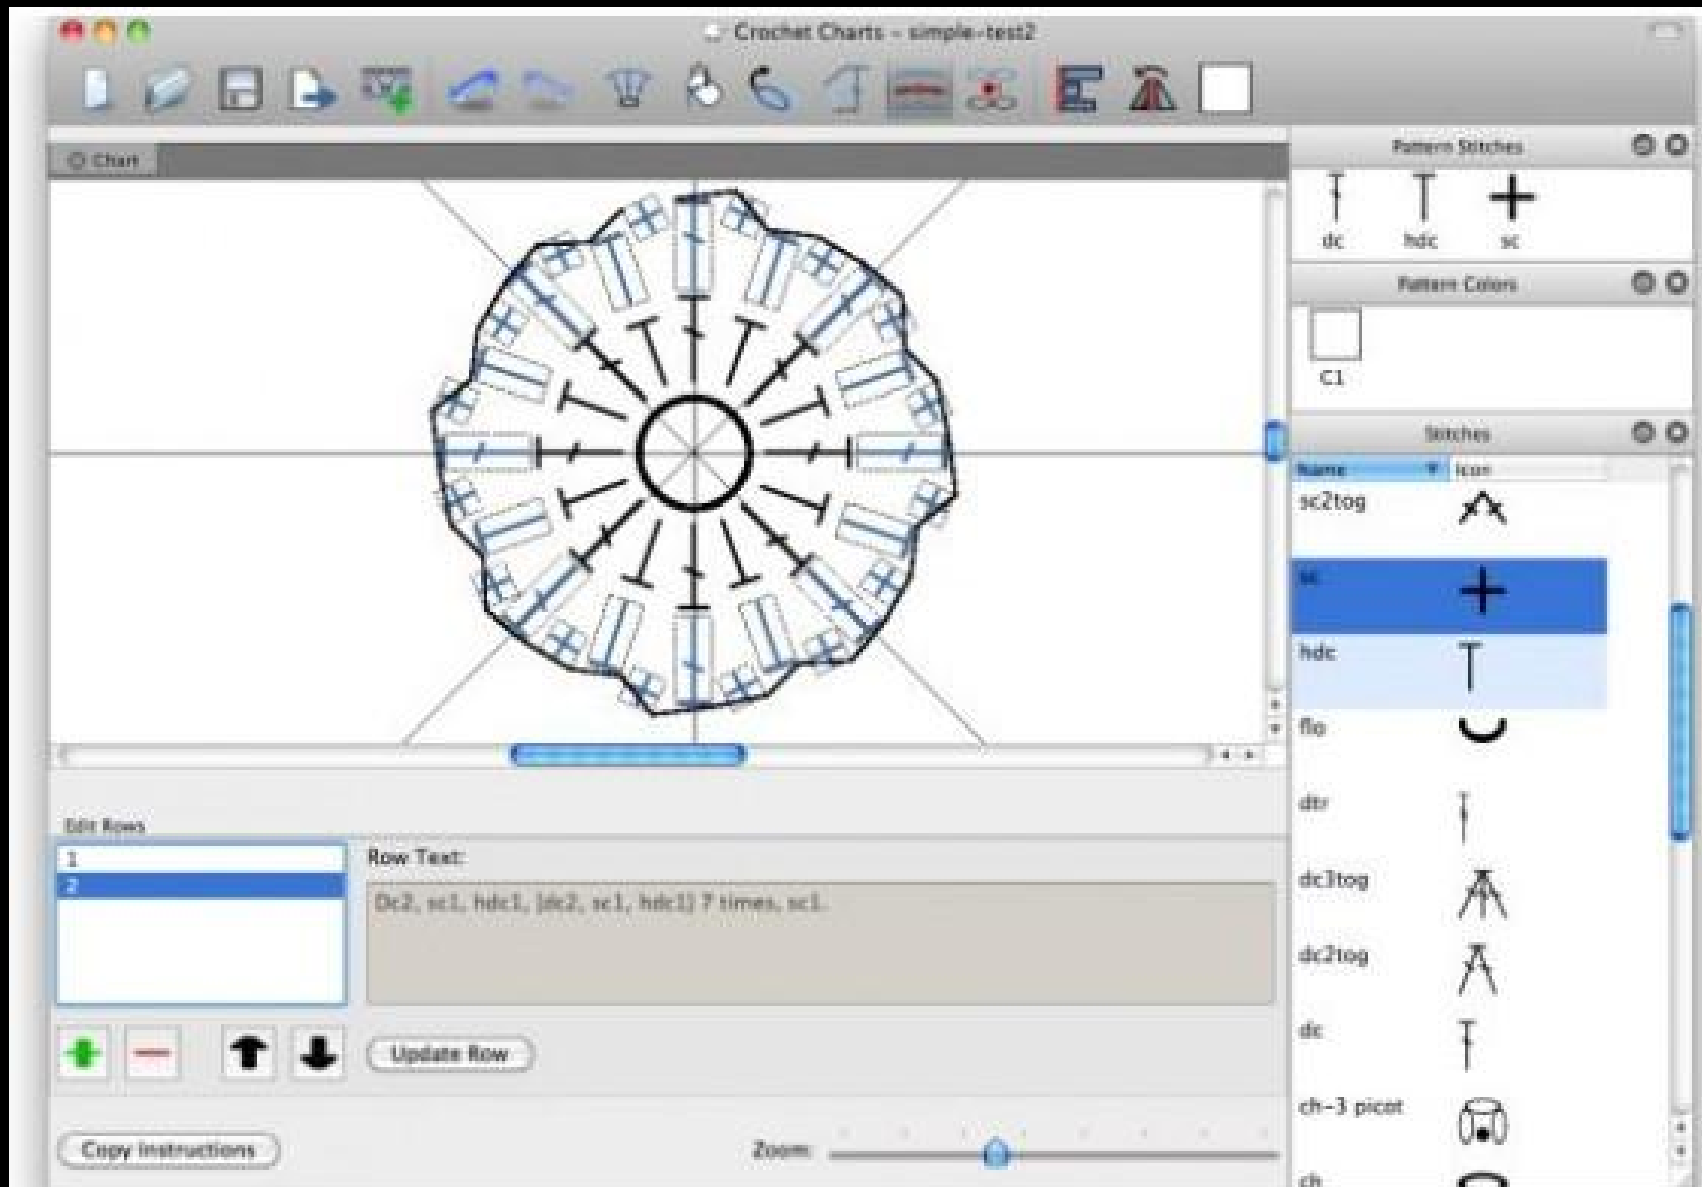 Crochet Charts - simple-test2
Chart
Pattern Stitches
dc hdc sc
Pattern Colors
C1
Stitches
Name Icon
sc2tog
sc
hdc
flo
dtr
dc3tog
dc2tog
dc
ch-3 picot
ch
Edit Rows
1
2
Row Text:
Dc2, sc1, hdc1, [dc2, sc1, hdc1] 7 times, sc1.
Update Row
Copy Instructions
Zoom: